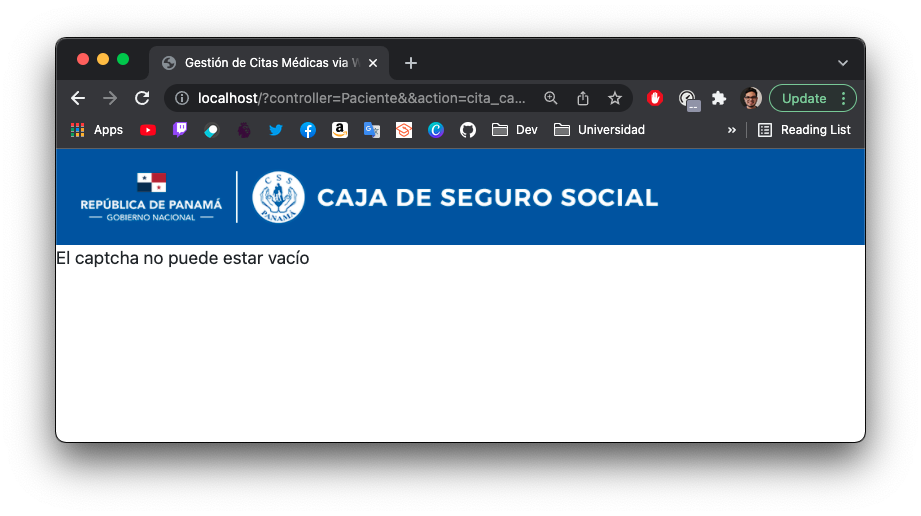 Gestión de Citas Médicas via W
localhost/?controller=Paciente&&action=cita_ca...
Update
Apps
Dev
Universidad
»
Reading List
REPÚBLICA DE PANAMÁ
— GOBIERNO NACIONAL —
CSS
PANAMÁ
CAJA DE SEGURO SOCIAL
El captcha no puede estar vacío